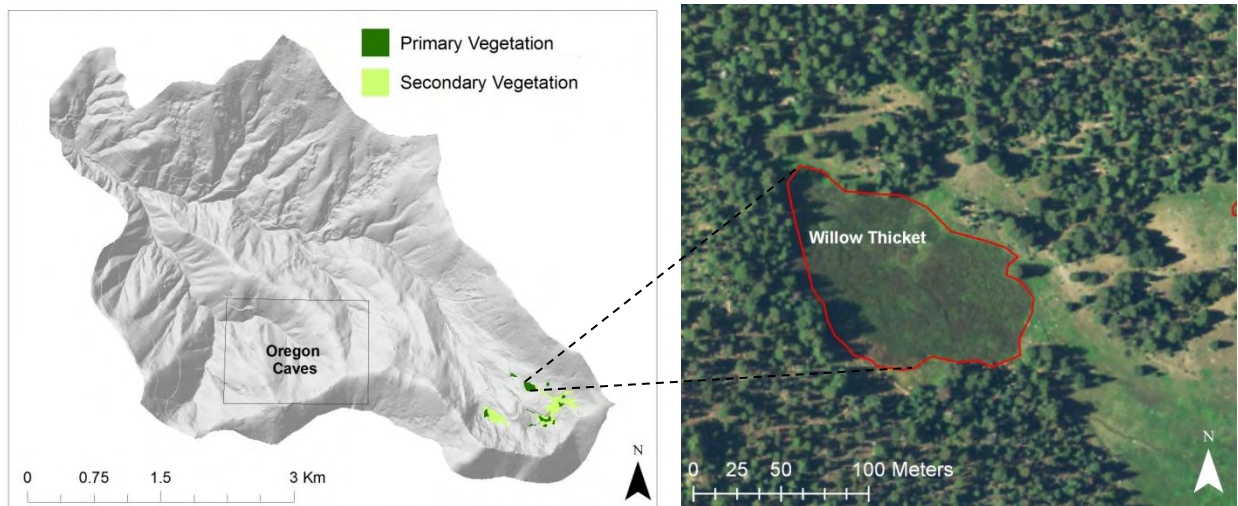 Primary Vegetation
Secondary Vegetation
Oregon
Caves
N
0 0.75 1.5 3 Km
Willow Thicket
N
0 25 50 100 Meters